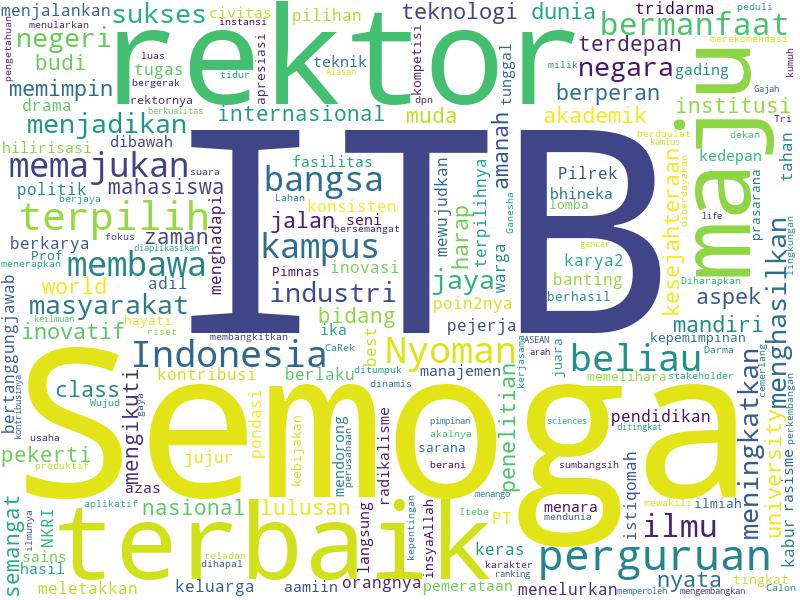 menjalankan
menularkan
sukses
civitas
instansi
pilihan
teknologi
dunia
tridarma
peduli
bermanfaat
merekomendasi
pengetahuan
negeri
luas
bergerak
rektor
apresiasi
teknik
Alasan
kompetisi
tunggal
terdepan
negara
gading
milik
maju
kumuh
budi
tugas
tidur
memimpin
rektornya
berkualitas
dpn
berperan
institusi
Gajah
drama
internasional
muda
akademik
Tri
menjadikan
dibawah
ITB
amanah
berdaulat
kamius
dekan
tahan
hilirisasi
suara
fasilitas
memajukan
bangsa
Pilrek
kedepan
politik
mahasiswa
Lahan
konsisten
mewujudkan
terpilihnya
Ganesha
bhineka
lomba
kesejahteraan
diberdayakan
life
prasarana
berjaya
terpilih
menghadapi
jalan
seni
bersemangat
harap
warga
berkarya
fokus
zaman
diaplikasikan
kampus
gencar
lingkungan
Prof
menerapkan
membawa
Pimnas
inovasi
jaya
karya2
banting
Diharapkan
world
adil
industri
poin2nya
berhasil
aspek
masyarakat
bidang
mandiri
menghasilkan
bertanggungjawab
keilmuan
hayati
inovatif
riset
membangkitkan
ika
CaRek
best
pejerja
juara
kepemimpinan
Indonesia
Nyoman
ASEAN
arah
kerjasama
beliau
Darma
cemerlang
perkembangan
kontribusinya
Semoga
kontribusi
berlaku
ditumpuk
dinamis
manajemen
memelihara
stakeholder
class
Wujud
mengikuti
gaya
pondasi
kebijakan
mendorong
perusahaan
radikalisme
pimpinan
akalnya
sarana
berani
penelitian
sciences
pendidikan
ditingkat
meningkatkan
university
rasisme
usaha
pekerti
produktif
jujur
sumbangsih
azas
menango
menara
mendunia
istiqomah
mewakili
ilmiah
kabur
semangat
NKRI
ilmunya
aplikatif
nasional
lulusan
langsung
kepentingan
insyaAllah
Itebe
PT
ilmu
terbaik
sains
hasil
teladan
dihapal
keras
karakter
ranking
perguruan
nyata
tingkat
meletakkan
keluarga
aamiin
orangnya
pemerataan
menelurkan
memperoleh
mengembangkan
Calon